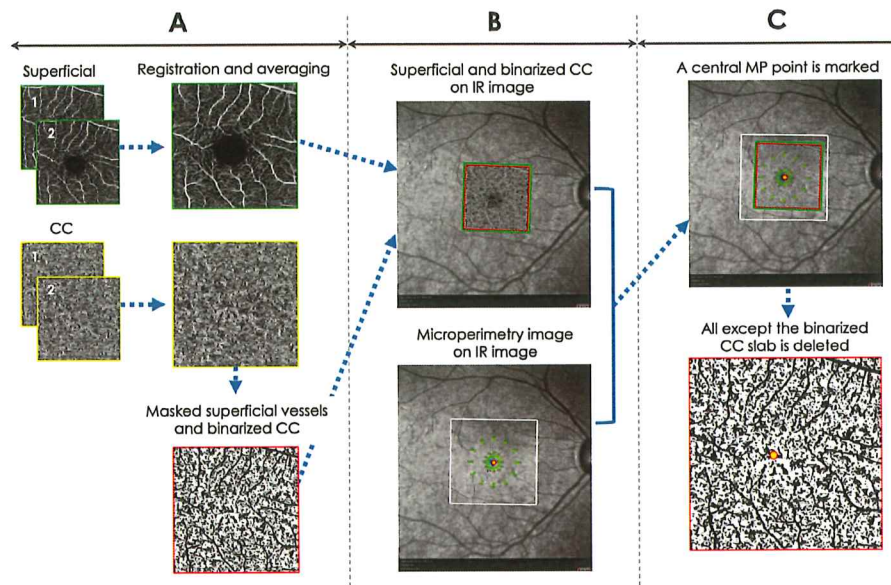 A
B
C
Superficial
Registration and averaging
1
2
CC
1
2
Masked superficial vessels
and binarized CC
Superficial and binarized CC
on IR image
Microperimetry image
on IR image
A central MP point is marked
All except the binarized
CC slab is deleted